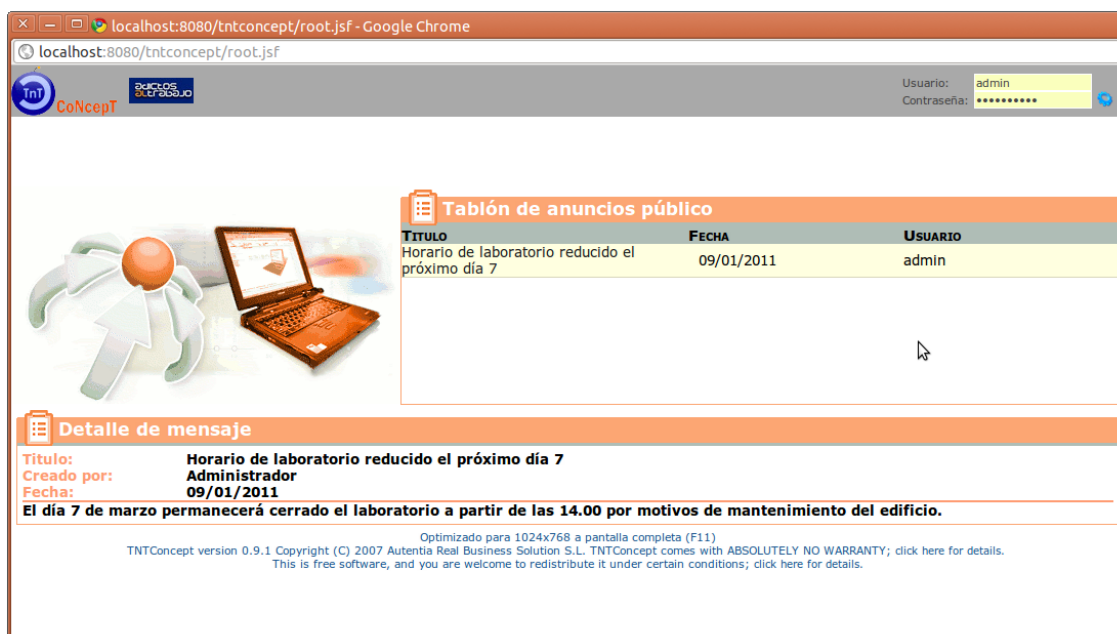 localhost:8080/tntconcept/root.jsf - Google Chrome
localhost:8080/tntconcept/root.jsf
TnT
CoNcepT
adictos
al trabajo
Usuario: admin
Contraseña: ••••••••••
Tablón de anuncios público
Titulo Fecha Usuario
Horario de laboratorio reducido el
próximo día 7
09/01/2011 admin
Detalle de mensaje
Titulo: Horario de laboratorio reducido el próximo día 7
Creado por: Administrador
Fecha: 09/01/2011
El día 7 de marzo permanecerá cerrado el laboratorio a partir de las 14.00 por motivos de mantenimiento del edificio.
Optimizado para 1024x768 a pantalla completa (F11)
TNTConcept version 0.9.1 Copyright (C) 2007 Autentia Real Business Solution S.L. TNTConcept comes with ABSOLUTELY NO WARRANTY; click here for details.
This is free software, and you are welcome to redistribute it under certain conditions; click here for details.